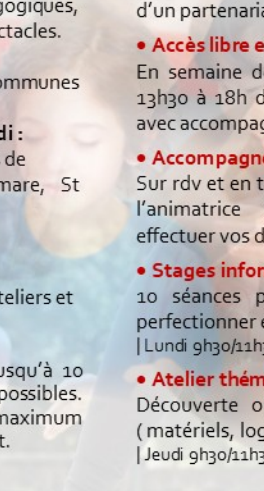 gogiques,
ctacles.
ommunes
di :
de
mare, St
teliers et
usqu'à 10
possibles.
maximum
t.
d'un partenaria
• Accès libre e
En semaine d
13h30 à 18h d
avec accompag
• Accompagne
Sur rdv et en t
l'animatrice
effectuer vos d
• Stages infor
10 séances p
perfectionner e
| Lundi 9h30/11h
• Atelier thém
Découverte o
( matériels, log
| Jeudi 9h30/11h3